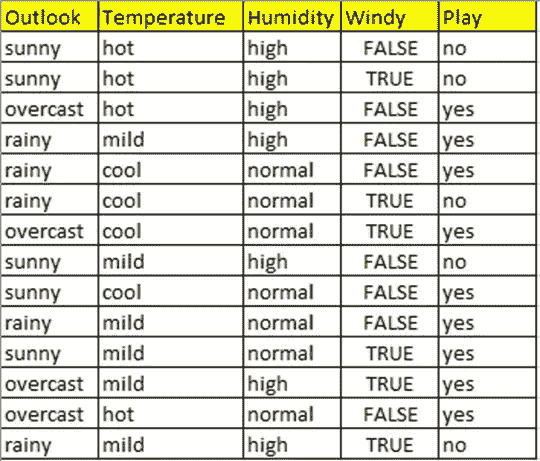 Outlook Temperature Humidity Windy Play
sunny hot high FALSE no
sunny hot high TRUE no
overcast hot high FALSE yes
rainy mild high FALSE yes
rainy cool normal FALSE yes
rainy cool normal TRUE no
overcast cool normal TRUE yes
sunny mild high FALSE no
sunny cool normal FALSE yes
rainy mild normal FALSE yes
sunny mild normal TRUE yes
overcast mild high TRUE yes
overcast hot normal FALSE yes
rainy mild high TRUE no